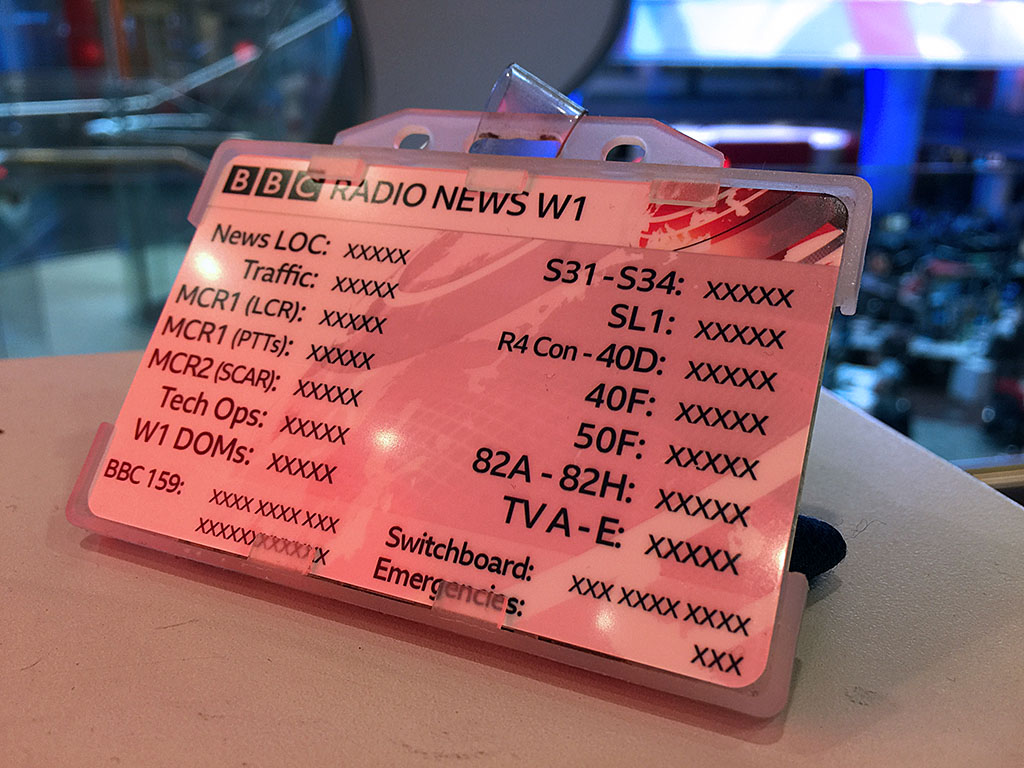 BBC RADIO NEWS W1
News LOC: XXXXX
Traffic: XXXXX
MCR1 (LCR): XXXXX
MCR1 (PTTs): XXXXX
MCR2 (SCAR): XXXXX
Tech Ops: XXXXX
W1 DOMs: XXXXX
BBC 159: XXXX XXXX XXX
XXXXXXXXXXX
S31 - S34: XXXXX
SL1: XXXXX
R4 Con - 40D: XXXXX
40F: XXXXX
50F: XXXXX
82A - 82H: XXXXX
TV A - E: XXXXX
Switchboard: XXX XXXX XXXX
Emergencies: XXX